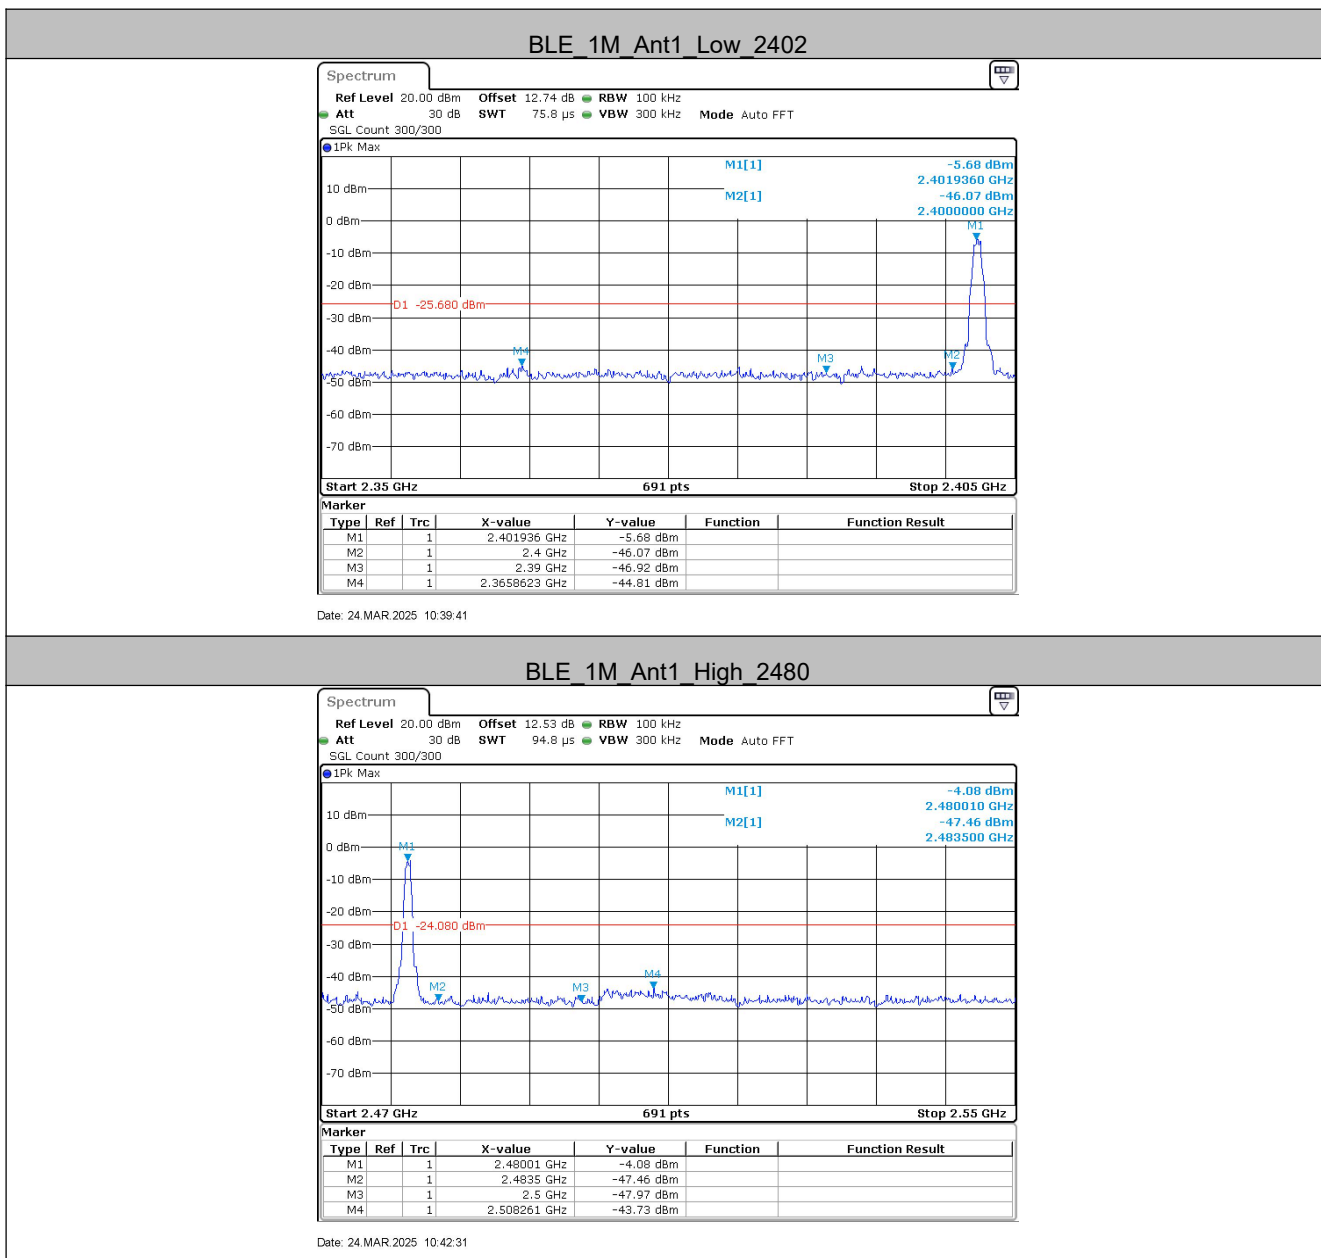 BLE_1M_Ant1_Low_2402
Spectrum
Ref Level 20.00 dBm Offset 12.74 dB RBW 100 kHz
Att 30 dB SWT 75.8 µs VBW 300 kHz Mode Auto FFT
SGL Count 300/300
1Pk Max
M1[1] -5.68 dBm
2.4019360 GHz
M2[1] -46.07 dBm
2.4000000 GHz
10 dBm
0 dBm
M1
-10 dBm
-20 dBm
D1 -25.680 dBm
-30 dBm
-40 dBm
M4 M3 M2
-50 dBm
-60 dBm
-70 dBm
Start 2.35 GHz 691 pts Stop 2.405 GHz
Marker
Type Ref Trc X-value Y-value Function Function Result
M1 1 2.401936 GHz -5.68 dBm
M2 1 2.4 GHz -46.07 dBm
M3 1 2.39 GHz -46.92 dBm
M4 1 2.3658623 GHz -44.81 dBm
Date: 24.MAR.2025 10:39:41
BLE_1M_Ant1_High_2480
Spectrum
Ref Level 20.00 dBm Offset 12.53 dB RBW 100 kHz
Att 30 dB SWT 94.8 µs VBW 300 kHz Mode Auto FFT
SGL Count 300/300
1Pk Max
M1[1] -4.08 dBm
2.480010 GHz
M2[1] -47.46 dBm
2.483500 GHz
10 dBm
0 dBm
M1
-10 dBm
-20 dBm
D1 -24.080 dBm
-30 dBm
-40 dBm
M2 M3 M4
-50 dBm
-60 dBm
-70 dBm
Start 2.47 GHz 691 pts Stop 2.55 GHz
Marker
Type Ref Trc X-value Y-value Function Function Result
M1 1 2.48001 GHz -4.08 dBm
M2 1 2.4835 GHz -47.46 dBm
M3 1 2.5 GHz -47.97 dBm
M4 1 2.508261 GHz -43.73 dBm
Date: 24.MAR.2025 10:42:31